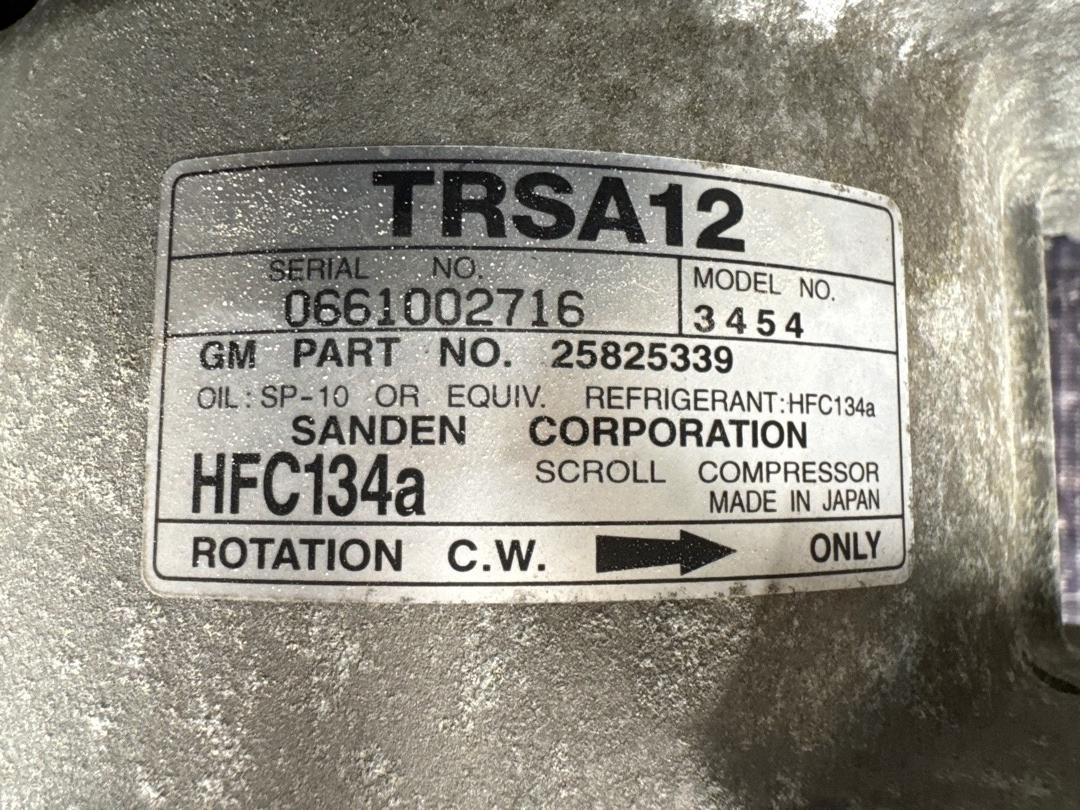 TRSA12
SERIAL NO.
0661002716
MODEL NO.
3454
GM PART NO. 25825339
OIL:SP-10 OR EQUIV. REFRIGERANT:HFC134a
SANDEN CORPORATION
HFC134a
SCROLL COMPRESSOR
MADE IN JAPAN
ROTATION C.W. ONLY